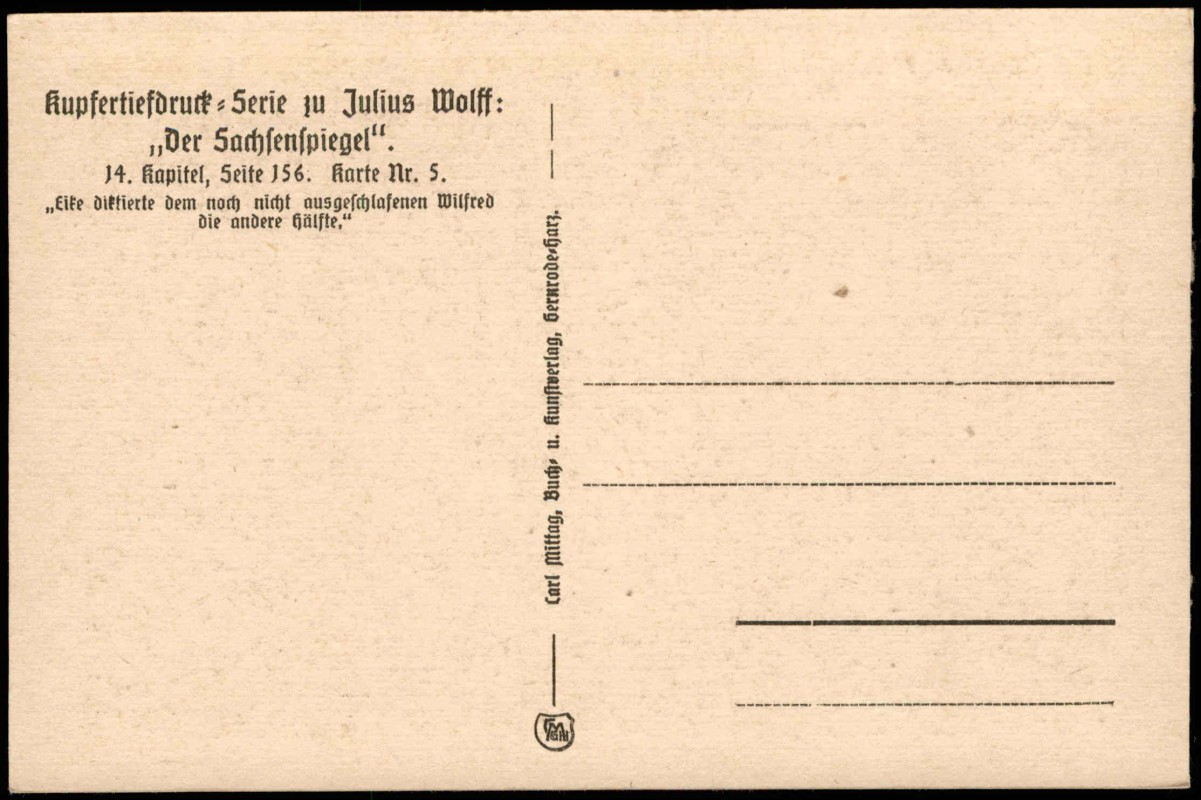 Kupfertiefdruck-Serie zu Julius Wolff:
„Der Sachsenspiegel“.
14. Kapitel, Seite 156. Karte Nr. 5.
„Eike diktierte dem noch nicht ausgeschlafenen Wilfred
die andere Hälfte.“
Carl Mittag, Buch- u. Kunstverlag, Gernrode-Harz.